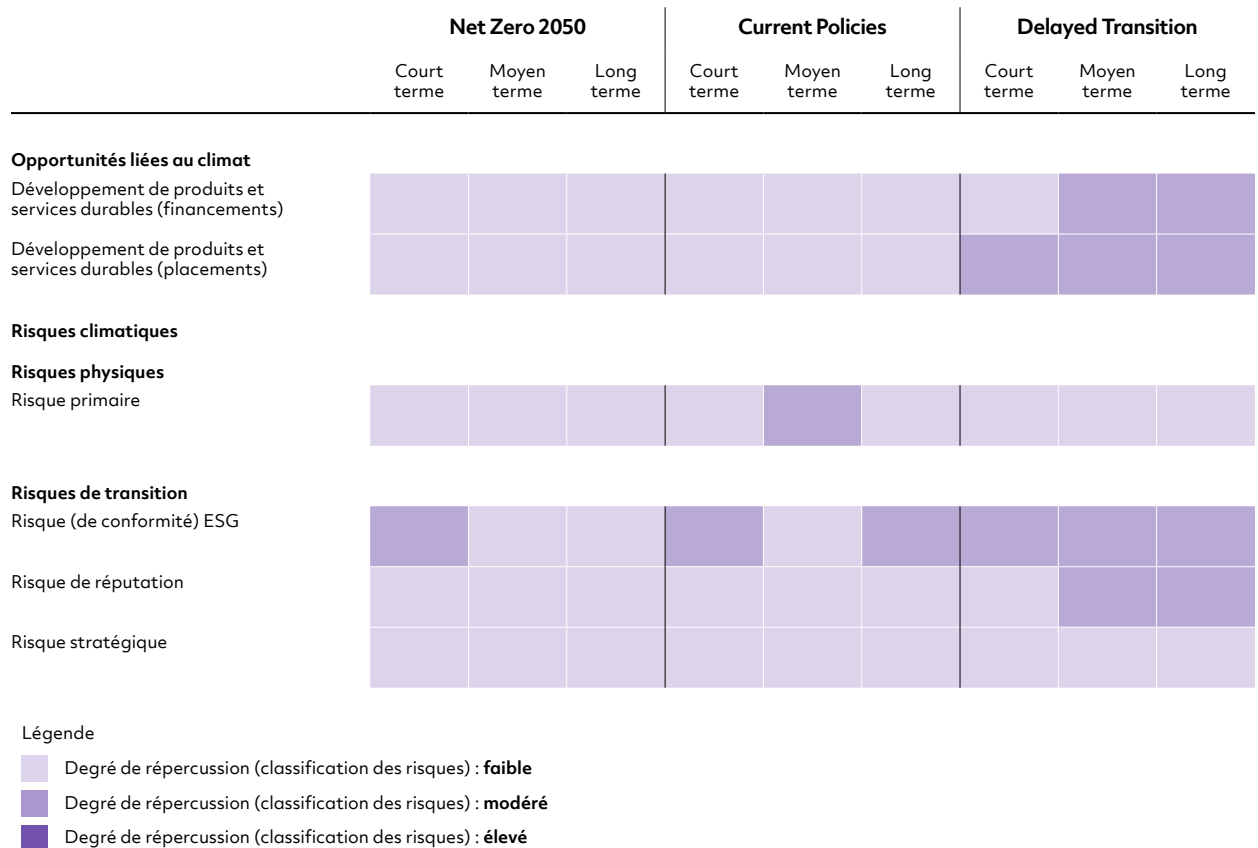 Net Zero 2050 Current Policies Delayed Transition
Court terme Moyen terme Long terme Court terme Moyen terme Long terme Court terme Moyen terme Long terme
Opportunités liées au climat
Développement de produits et
services durables (financements)
Développement de produits et
services durables (placements)
Risques climatiques
Risques physiques
Risque primaire
Risques de transition
Risque (de conformité) ESG
Risque de réputation
Risque stratégique
Légende
Degré de répercussion (classification des risques) : faible
Degré de répercussion (classification des risques) : modéré
Degré de répercussion (classification des risques) : élevé